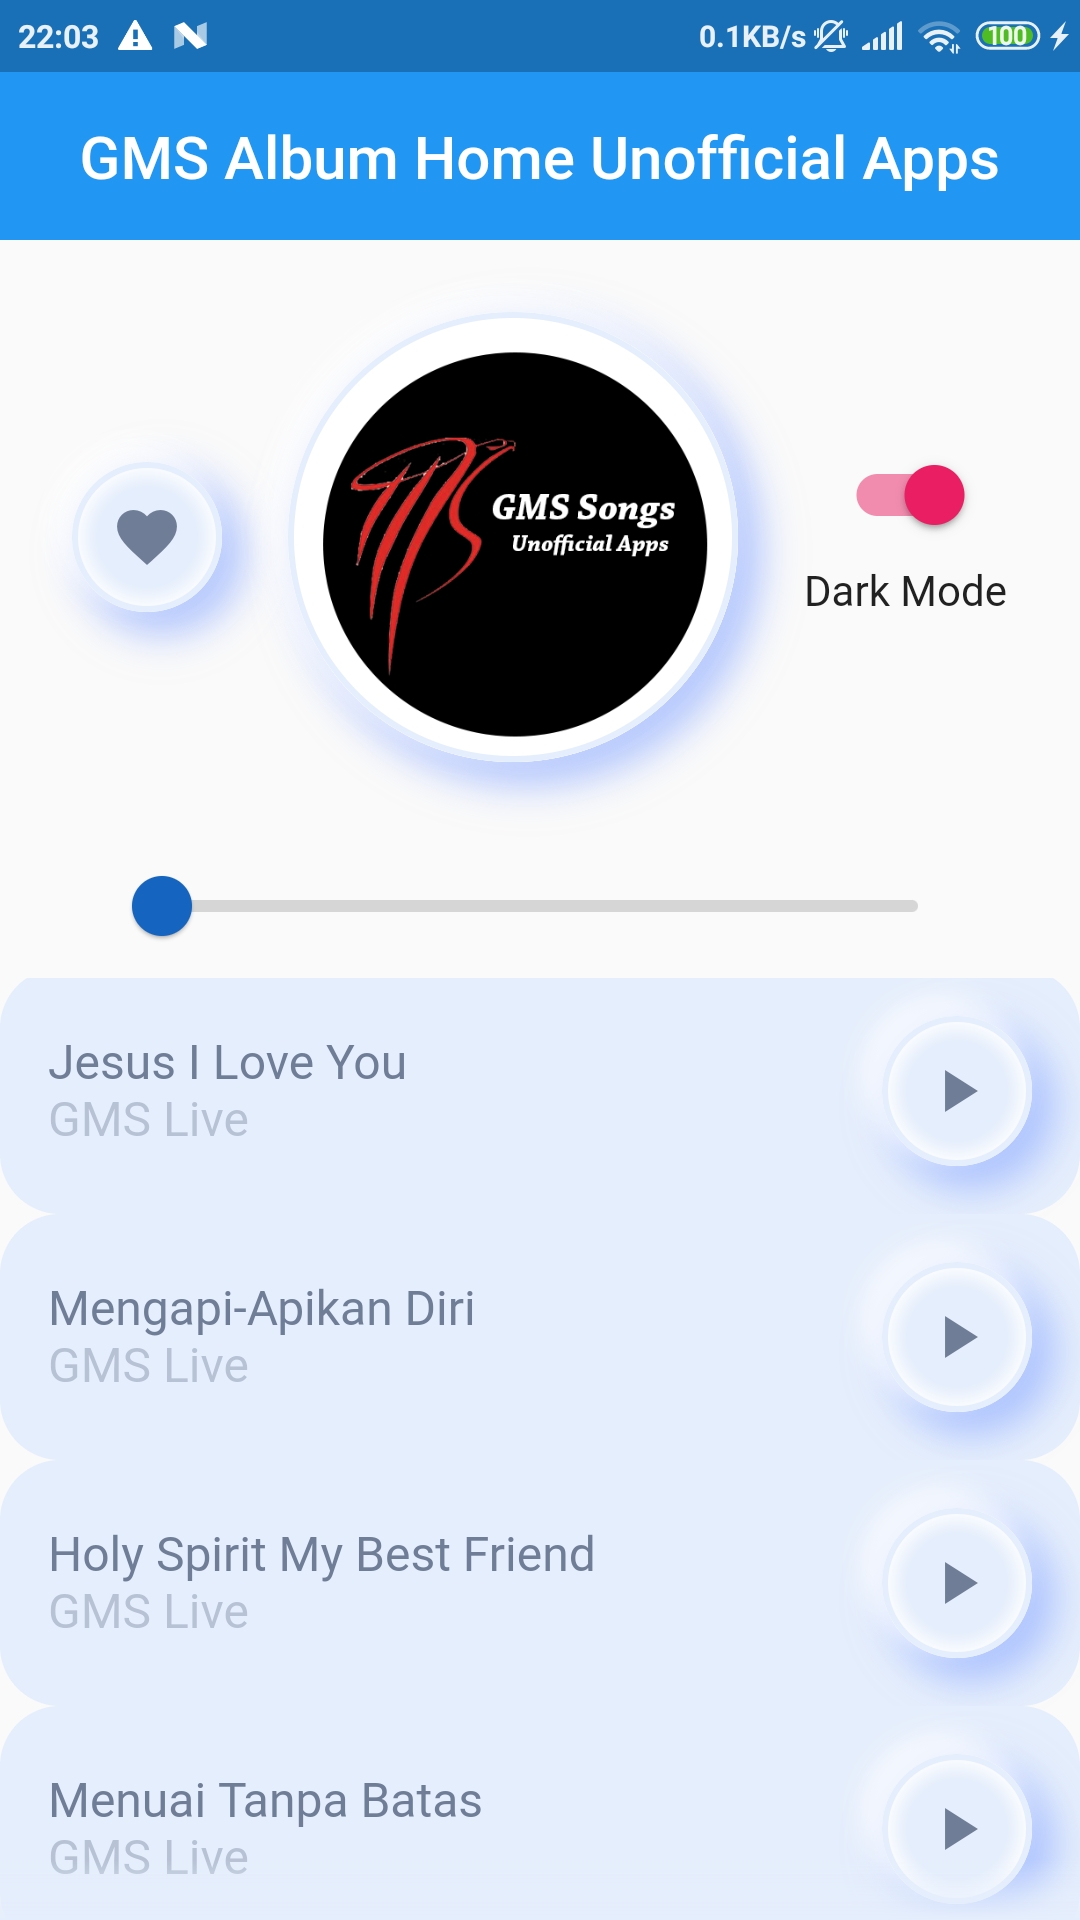 22:03 0.1KB/s 100
GMS Album Home Unofficial Apps
GMS Songs
Unofficial Apps
Dark Mode
Jesus I Love You
GMS Live
Mengapi-Apikan Diri
GMS Live
Holy Spirit My Best Friend
GMS Live
Menuai Tanpa Batas
GMS Live